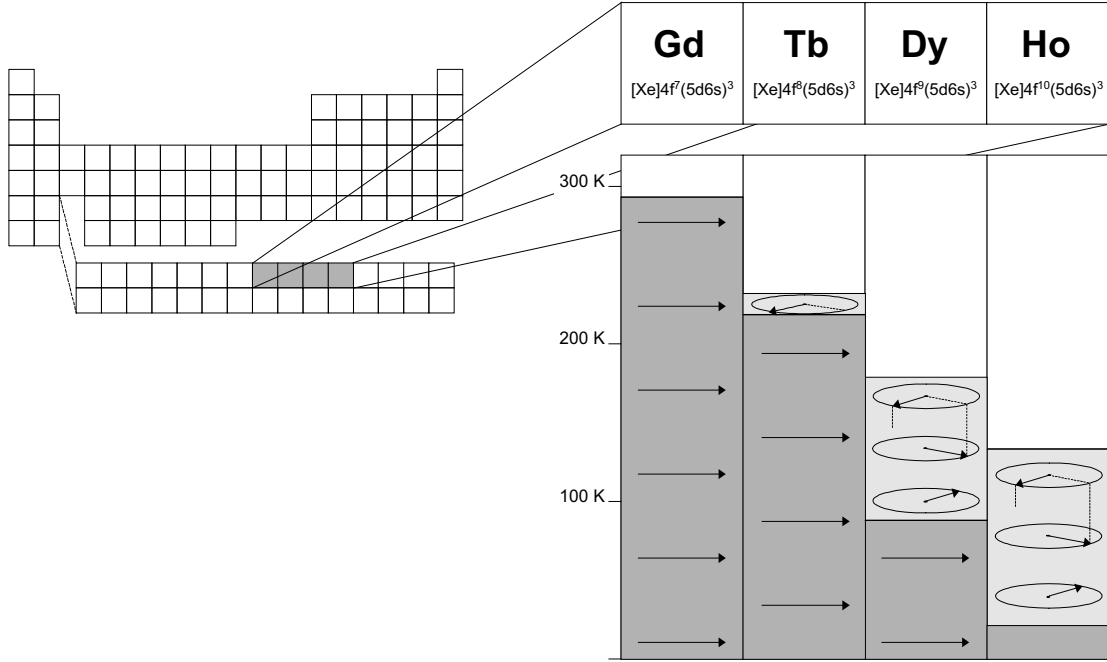 Gd Tb Dy Ho
[Xe]4f⁷(5d6s)³ [Xe]4f⁸(5d6s)³ [Xe]4f⁹(5d6s)³ [Xe]4f¹⁰(5d6s)³
300 K
200 K
100 K